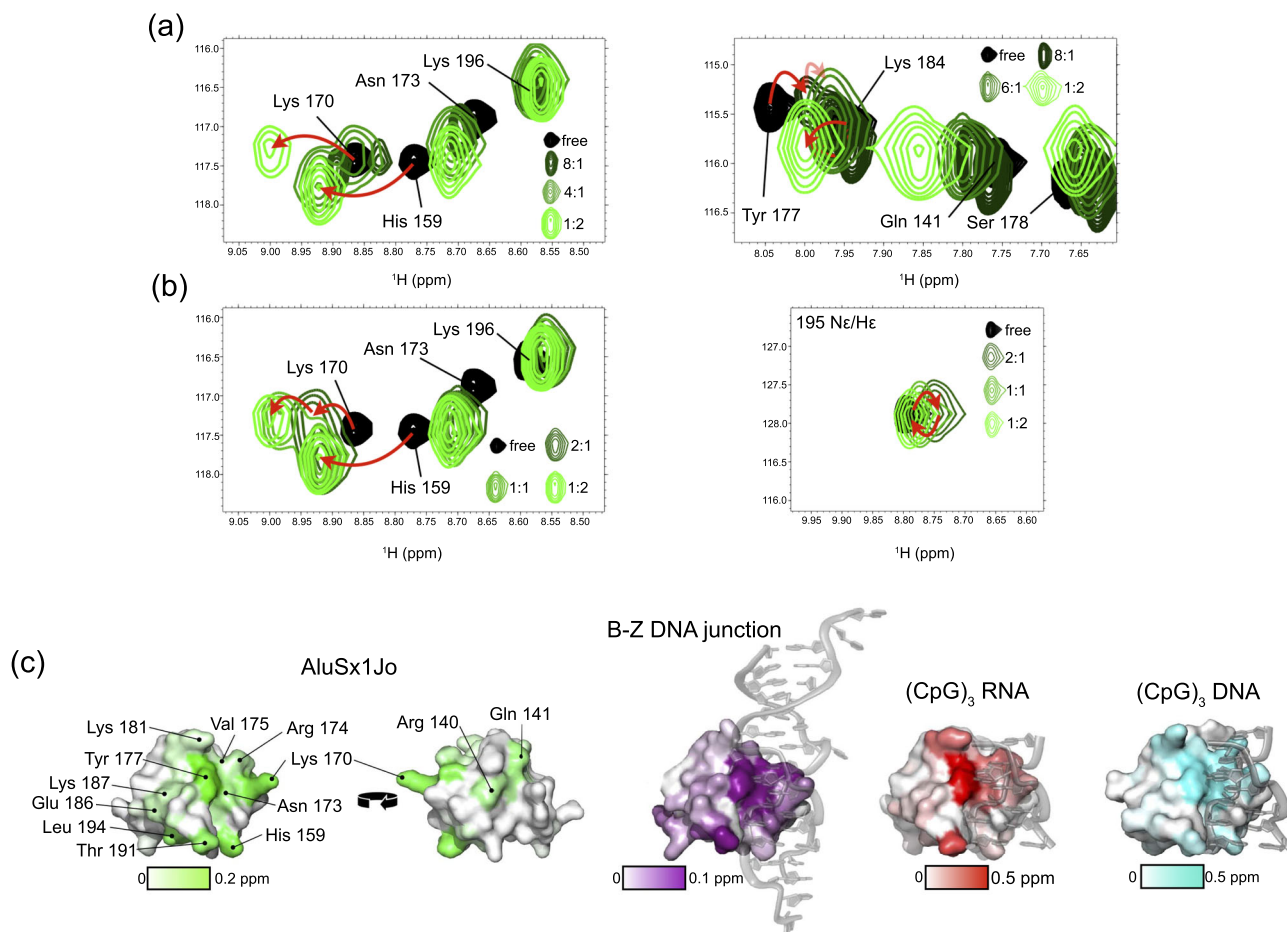 (a)
116.0
116.5
117.0
117.5
118.0
Lys 196
Asn 173
Lys 170
His 159
free
8:1
4:1
1:2
9.05 9.00 8.95 8.90 8.85 8.80 8.75 8.70 8.65 8.60 8.55 8.50
¹H (ppm)
115.0
115.5
116.0
116.5
Lys 184
free
8:1
6:1
1:2
Tyr 177
Gln 141
Ser 178
8.05 8.00 7.95 7.90 7.85 7.80 7.75 7.70 7.65
¹H (ppm)
(b)
116.0
116.5
117.0
117.5
118.0
Lys 196
Asn 173
Lys 170
His 159
free
2:1
1:1
1:2
9.05 9.00 8.95 8.90 8.85 8.80 8.75 8.70 8.65 8.60 8.55 8.50
¹H (ppm)
195 Nε/Hε
127.0
127.5
128.0
116.5
116.0
free
2:1
1:1
1:2
9.95 9.05 9.00 8.85 8.80 8.75 8.70 8.65 8.60
¹H (ppm)
(c)
AluSx1Jo
Lys 181
Val 175
Arg 174
Tyr 177
Lys 170
Lys 187
Glu 186
Asn 173
Leu 194
Thr 191
His 159
Arg 140
Gln 141
0 0.2 ppm
B-Z DNA junction
0 0.1 ppm
(CpG)₃ RNA
0 0.5 ppm
(CpG)₃ DNA
0 0.5 ppm